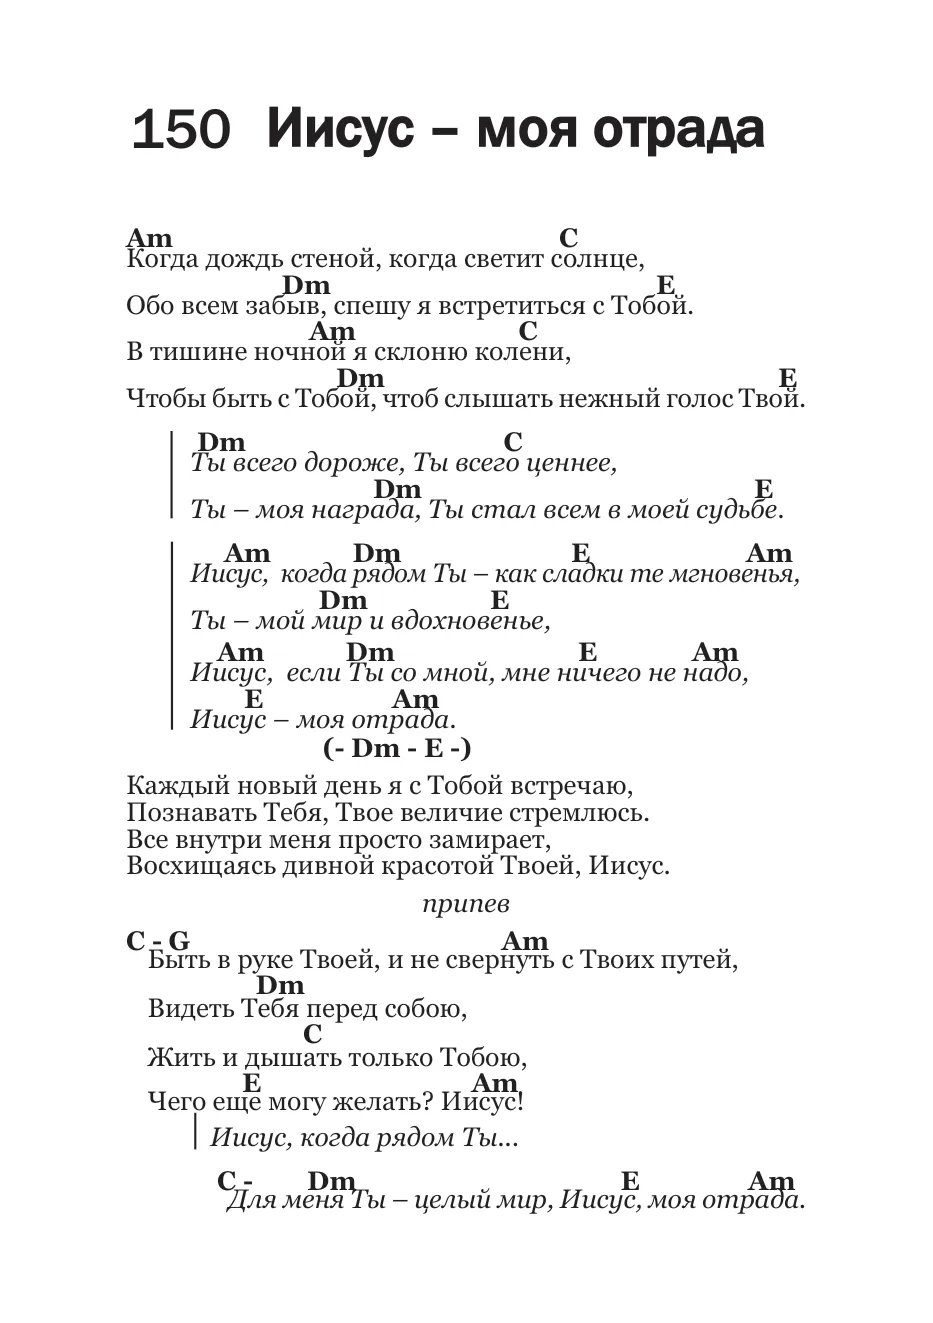 150 Иисус – моя отрада
Am C
Когда дождь стеной, когда светит солнце,
Dm E
Обо всем забыв, спешу я встретиться с Тобой.
Am C
В тишине ночной я склоню колени,
Dm E
Чтобы быть с Тобой, чтоб слышать нежный голос Твой.
Dm C
Ты всего дороже, Ты всего ценнее,
Dm E
Ты – моя награда, Ты стал всем в моей судьбе.
Am Dm E Am
Иисус, когда рядом Ты – как сладки те мгновенья,
Dm E
Ты – мой мир и вдохновенье,
Am Dm E Am
Иисус, если Ты со мной, мне ничего не надо,
E Am
Иисус – моя отрада.
(- Dm - E -)
Каждый новый день я с Тобой встречаю,
Познавать Тебя, Твое величие стремлюсь.
Все внутри меня просто замирает,
Восхищаясь дивной красотой Твоей, Иисус.
припев
C - G Am
Быть в руке Твоей, и не свернуть с Твоих путей,
Dm
Видеть Тебя перед собою,
C
Жить и дышать только Тобою,
E Am
Чего еще могу желать? Иисус!
Иисус, когда рядом Ты...
C - Dm E Am
Для меня Ты – целый мир, Иисус, моя отрада.